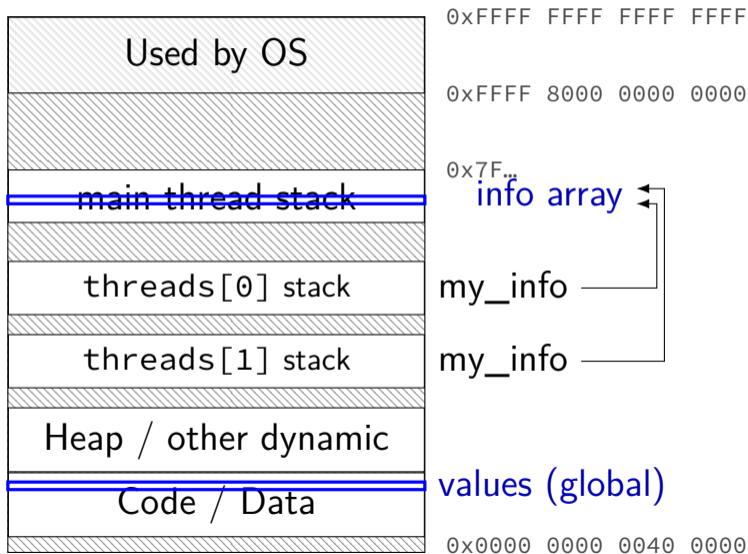 0xFFFF FFFF FFFF FFFF
Used by OS
0xFFFF 8000 0000 0000
0x7F…
main thread stack
info array
threads[0] stack
my_info
threads[1] stack
my_info
Heap / other dynamic
values (global)
Code / Data
0x0000 0000 0040 0000